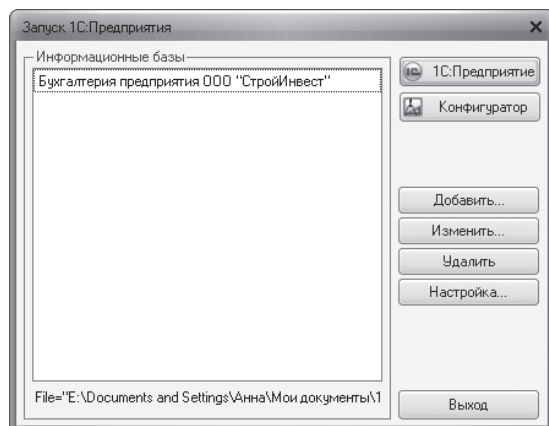 Запуск 1С:Предприятия
Информационные базы
Бухгалтерия предприятия ООО "СтройИнвест"
1С:Предприятие
Конфигуратор
Добавить...
Изменить...
Удалить
Настройка...
File="E:\Documents and Settings\Анна\Мои документы\1
Выход